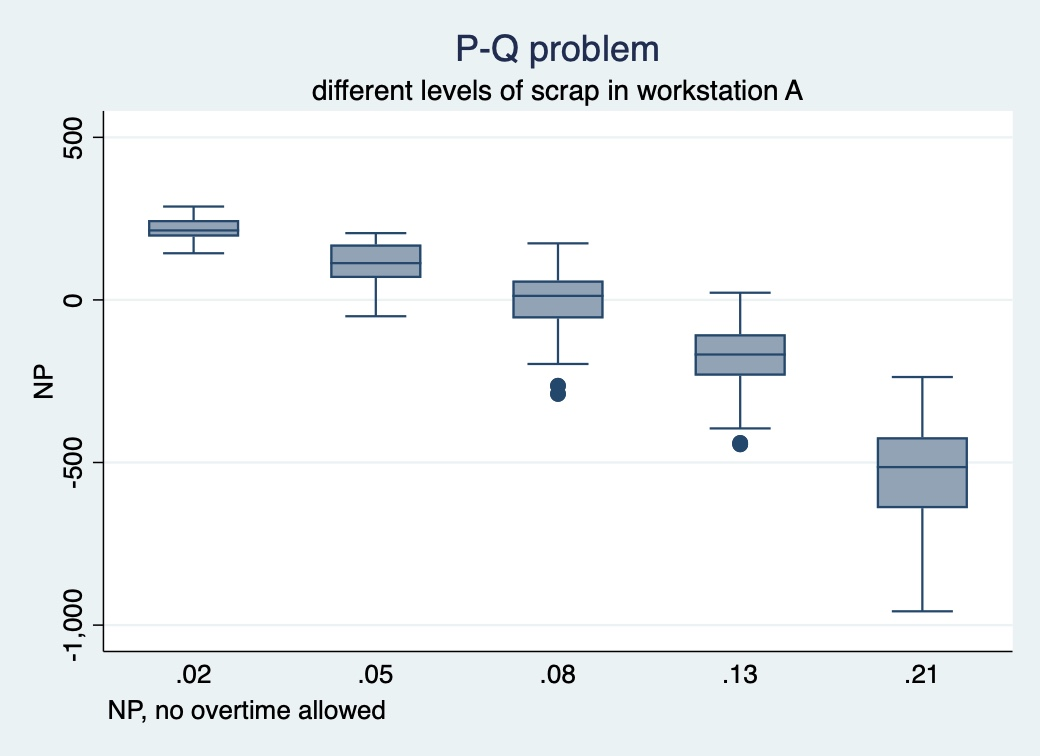 P-Q problem
different levels of scrap in workstation A
500
0
-500
-1,000
NP
.02
.05
.08
.13
.21
NP, no overtime allowed